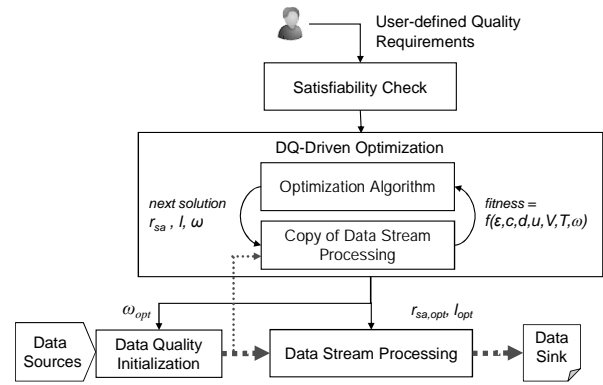 User-defined Quality
Requirements
Satisfiability Check
DQ-Driven Optimization
Optimization Algorithm
next solution
r_sa , l, ω
fitness =
f(ε,c,d,u,V,T,ω)
Copy of Data Stream
Processing
ω_opt
r_sa,opt, l_opt
Data
Sources
Data Quality
Initialization
Data Stream Processing
Data
Sink